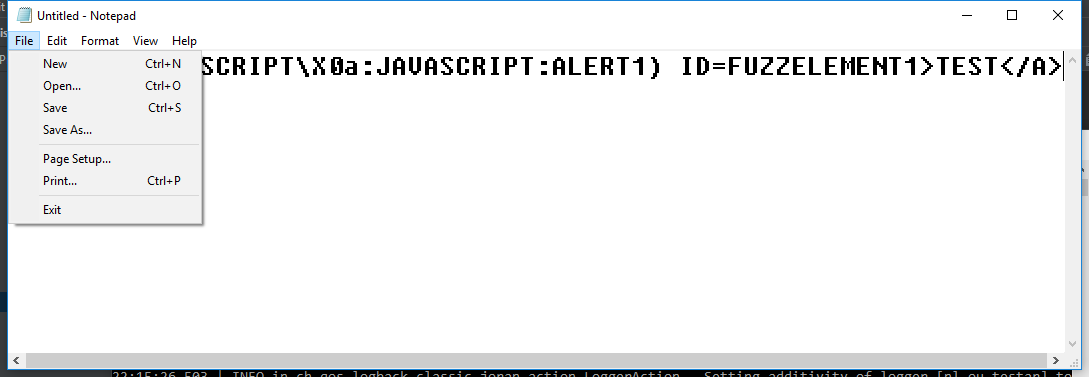 Untitled - Notepad
File Edit Format View Help
SCRIPT\X0a:JAVASCRIPT:ALERT1) ID=FUZZELEMENT1>TEST</A>
New Ctrl+N
Open... Ctrl+O
Save Ctrl+S
Save As...
Page Setup...
Print... Ctrl+P
Exit
22:15:26,503 | INFO in ch.qos.logback.classic.joran.action.LoggerAction - Setting additivity of logger [nl.ou.testar] to